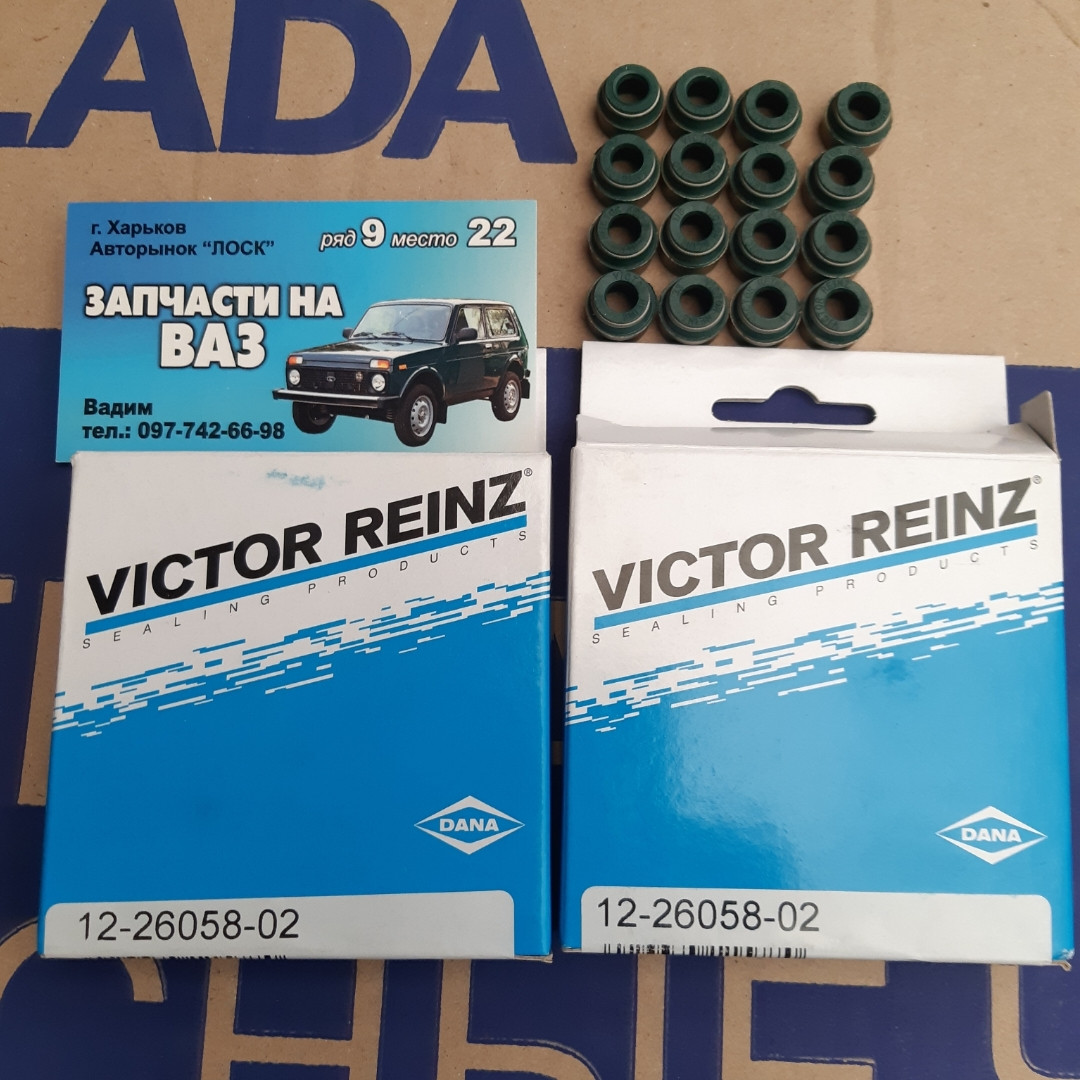 LADA
г. Харьков
Авторынок “ЛОСК”
ряд 9 место 22
ЗАПЧАСТИ НА
ВАЗ
Вадим
тел.: 097-742-66-98
VICTOR REINZ®
SEALING PRODUCTS
DANA
12-26058-02
VICTOR REINZ®
SEALING PRODUCTS
DANA
12-26058-02